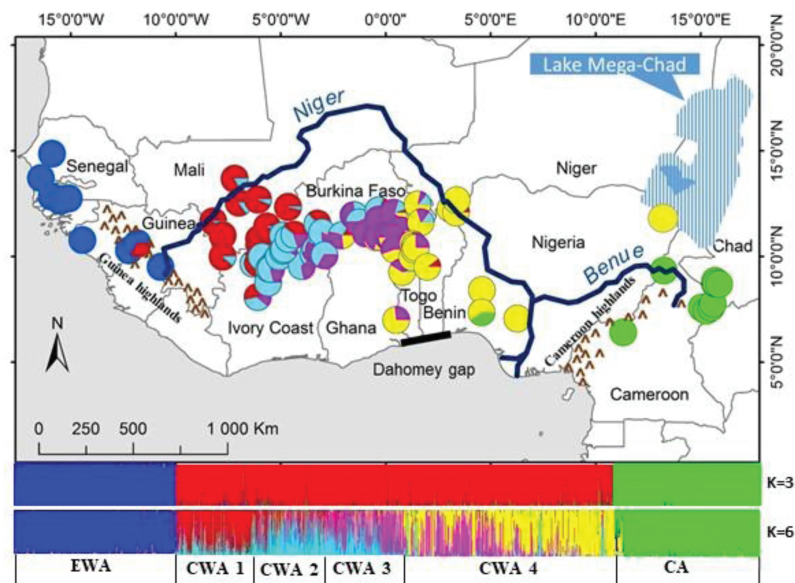 15°0'0"W 10°0'0"W 5°0'0"W 0°0'0" 5°0'0"E 10°0'0"E 15°0'0"E
20°0'0"N
Lake Mega-Chad
Niger
15°0'0"N
Senegal
Mali
Niger
Burkina Faso
Guinea
Nigeria
Chad
Benue
10°0'0"N
Guinea highlands
Togo
Benin
Cameroon highlands
N
Ivory Coast
Ghana
5°0'0"N
Dahomey gap
Cameroon
0 250 500 1 000 Km
K=3
K=6
EWA CWA 1 CWA 2 CWA 3 CWA 4 CA